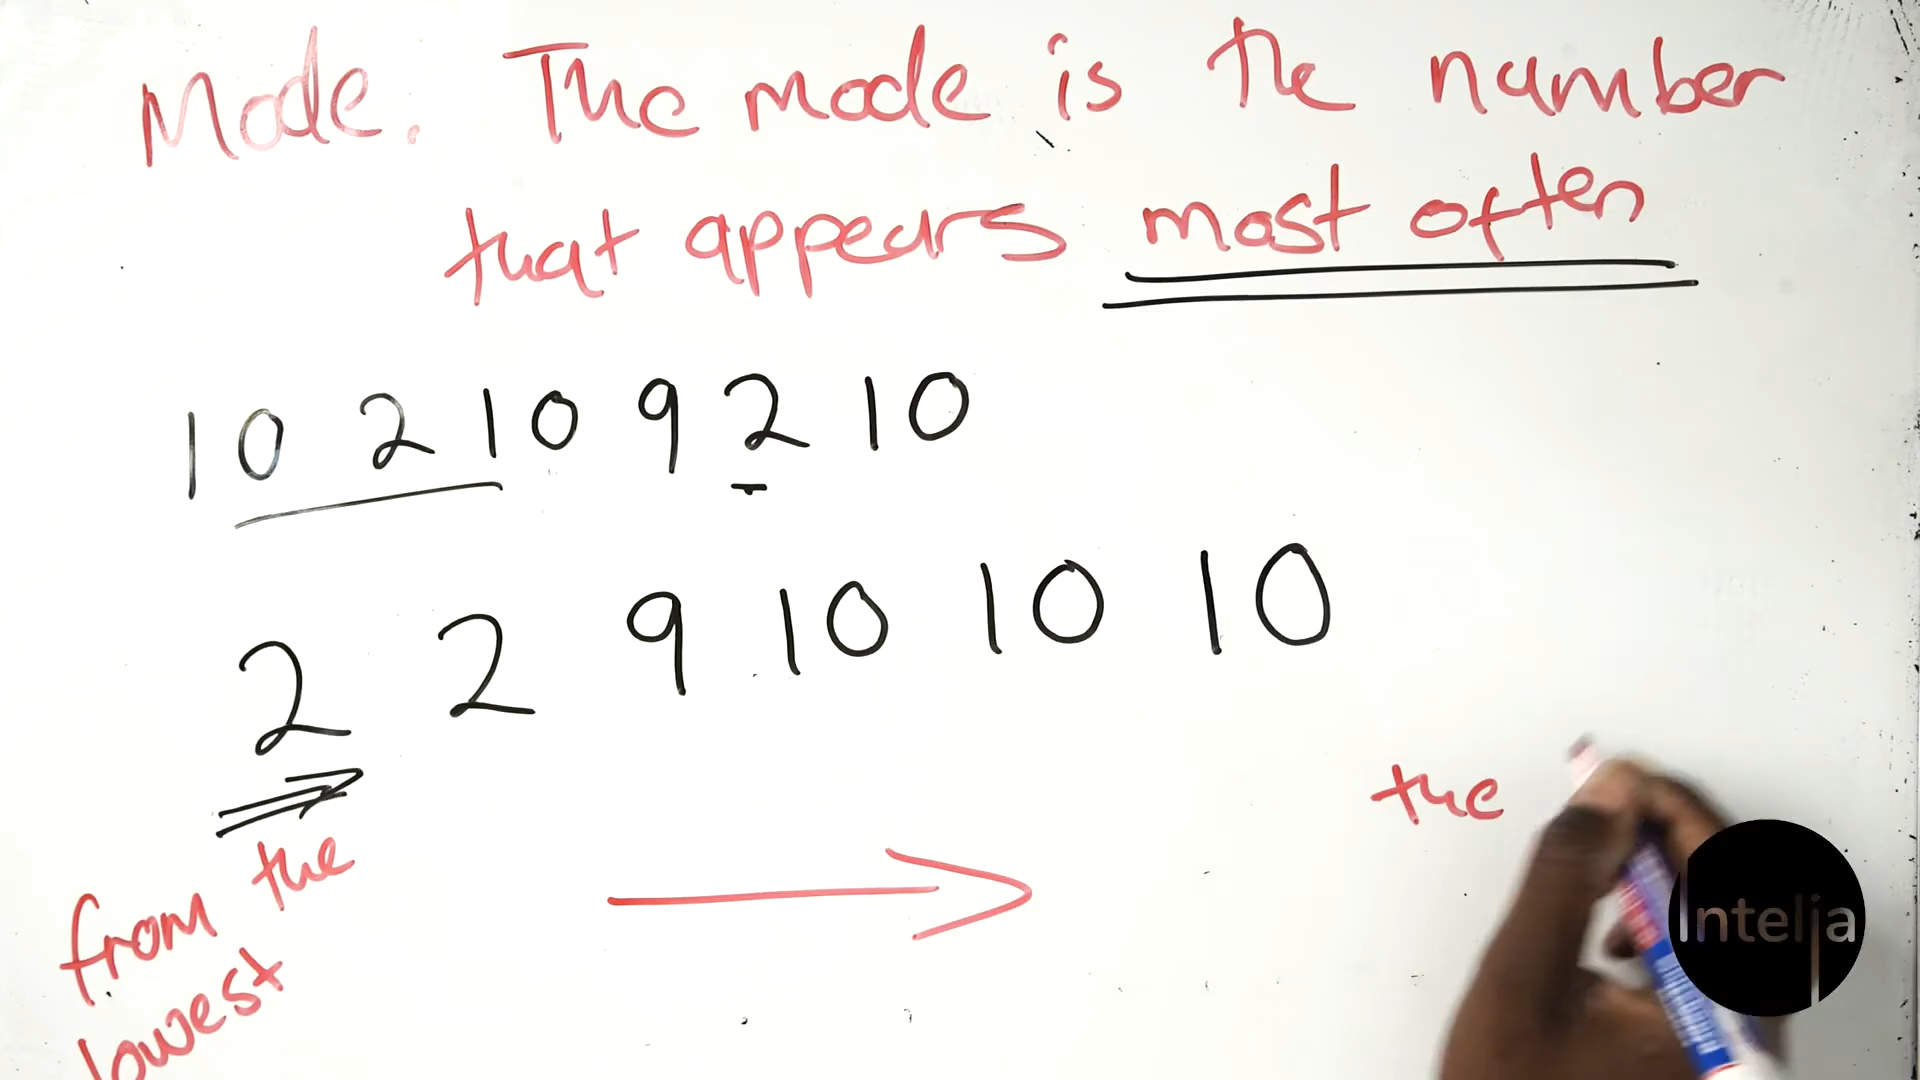 Mode. The mode is the number
that appears most often
10 2 10 9 2 10
2 2 9 10 10 10
from the
lowest
the
Intelja